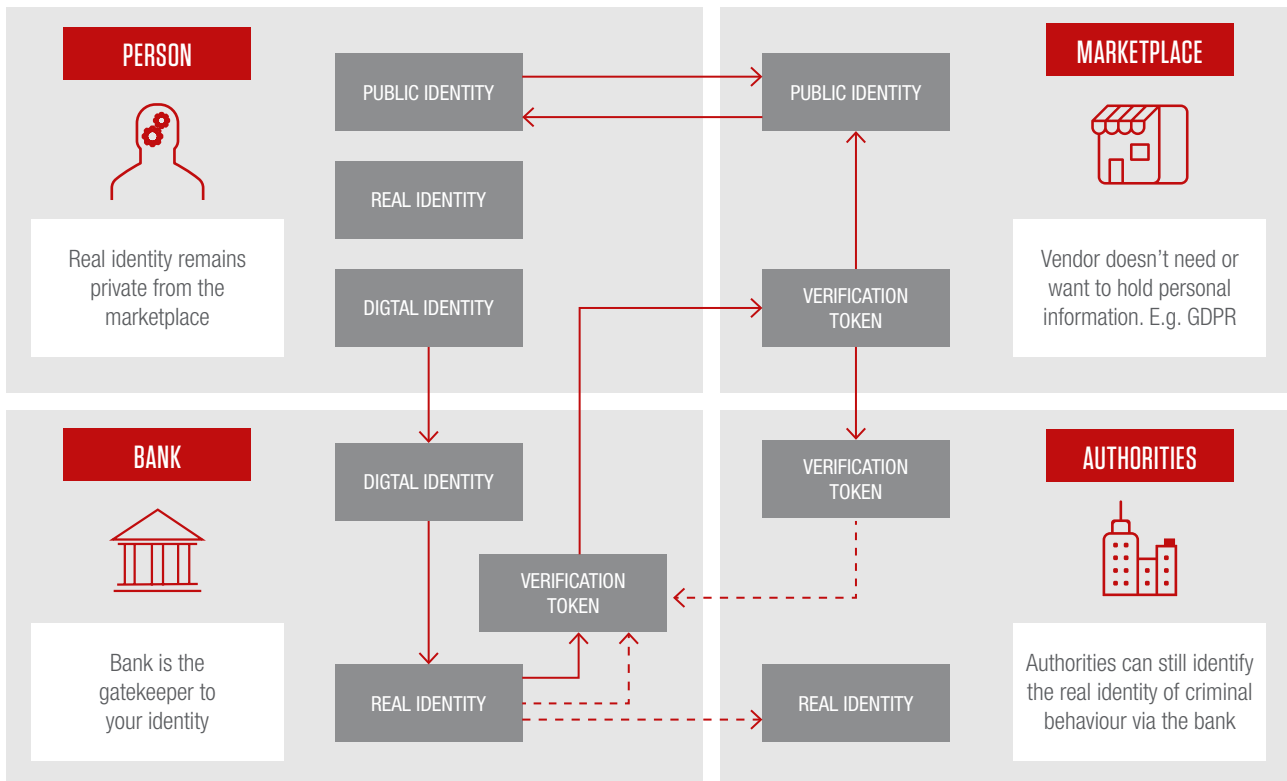 PERSON
Real identity remains
private from the
marketplace
PUBLIC IDENTITY
REAL IDENTITY
DIGTAL IDENTITY
PUBLIC IDENTITY
VERIFICATION
TOKEN
MARKETPLACE
Vendor doesn’t need or
want to hold personal
information. E.g. GDPR
BANK
Bank is the
gatekeeper to
your identity
DIGTAL IDENTITY
VERIFICATION
TOKEN
REAL IDENTITY
VERIFICATION
TOKEN
REAL IDENTITY
AUTHORITIES
Authorities can still identify
the real identity of criminal
behaviour via the bank